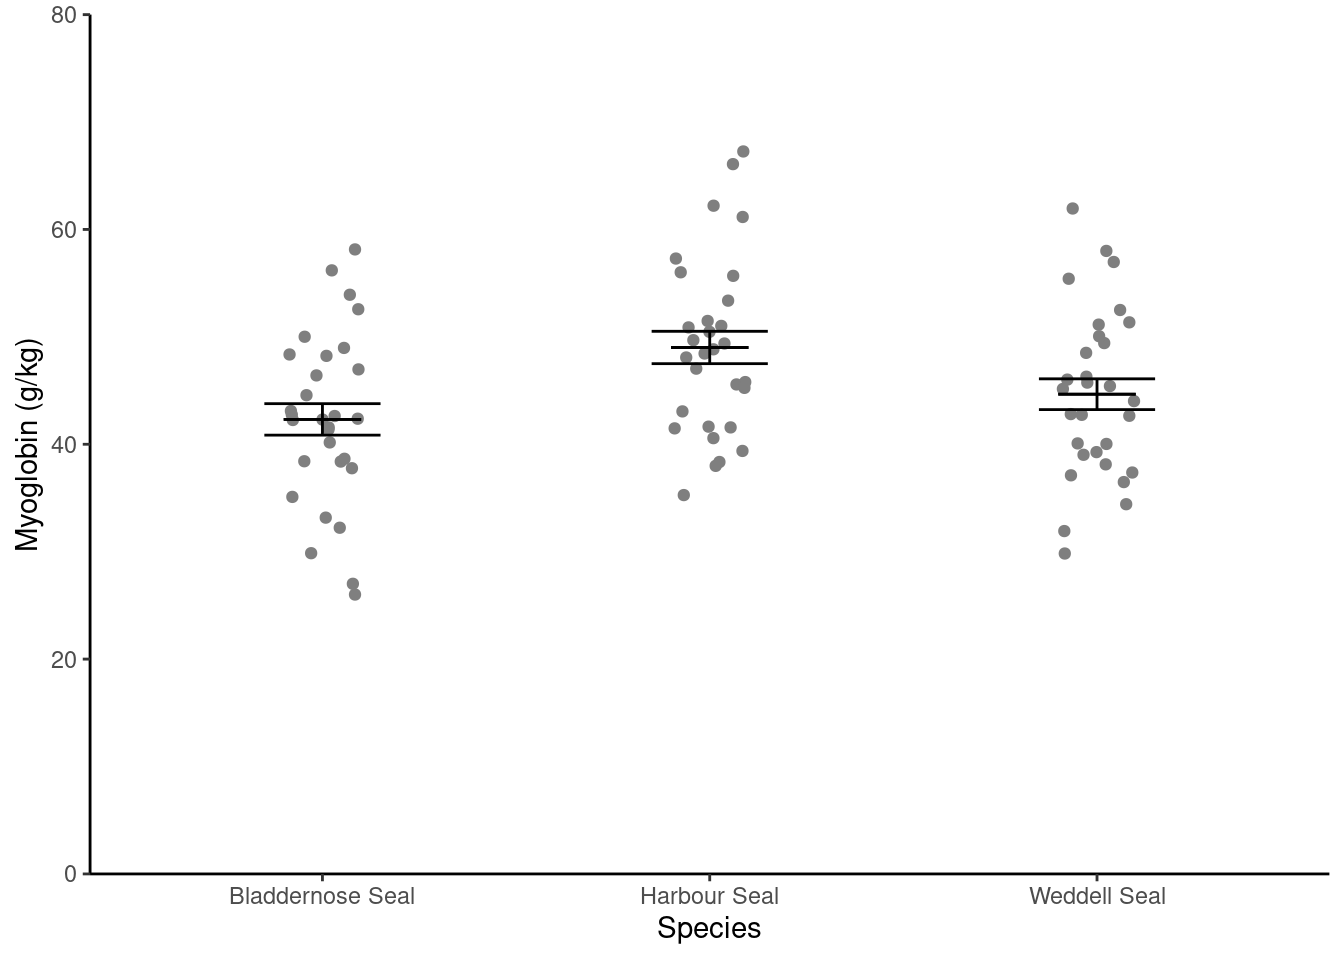 80
60
40
20
0
Myoglobin (g/kg)
Bladdernose Seal
Harbour Seal
Weddell Seal
Species